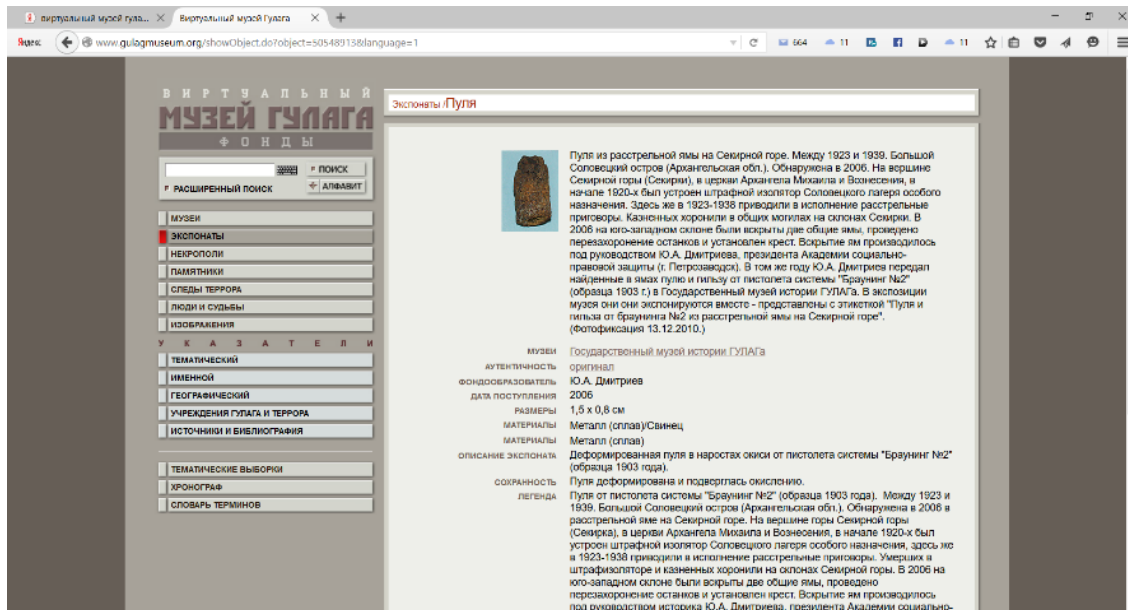 виртуальный музей гула...
Виртуальный музей Гулага
Яндекс
www.gulagmuseum.org/showObject.do?object=50548913&language=1
664
11
11
ВИРТУАЛЬНЫЙ
МУЗЕЙ ГУЛАГА
ФОНДЫ
ПОИСК
РАСШИРЕННЫЙ ПОИСК
АЛФАВИТ
МУЗЕИ
ЭКСПОНАТЫ
НЕКРОПОЛИ
ПАМЯТНИКИ
СЛЕДЫ ТЕРРОРА
ЛЮДИ И СУДЬБЫ
ИЗОБРАЖЕНИЯ
УКАЗАТЕЛИ
ТЕМАТИЧЕСКИЙ
ИМЕННОЙ
ГЕОГРАФИЧЕСКИЙ
УЧРЕЖДЕНИЯ ГУЛАГА И ТЕРРОРА
ИСТОЧНИКИ И БИБЛИОГРАФИЯ
ТЕМАТИЧЕСКИЕ ВЫБОРКИ
ХРОНОГРАФ
СЛОВАРЬ ТЕРМИНОВ
Экспонаты /Пуля
Пуля из расстрельной ямы на Секирной горе. Между 1923 и 1939. Большой
Соловецкий остров (Архангельская обл.). Обнаружена в 2006. На вершине
Секирной горы (Секирки), в церкви Архангела Михаила и Вознесения, в
начале 1920-х был устроен штрафной изолятор Соловецкого лагеря особого
назначения. Здесь же в 1923-1938 приводили в исполнение расстрельные
приговоры. Казненных хоронили в общих могилах на склонах Секирки. В
2006 на юго-западном склоне были вскрыты две общие ямы, проведено
перезахоронение останков и установлен крест. Вскрытие ям производилось
под руководством Ю.А. Дмитриева, президента Академии социально-
правовой защиты (г. Петрозаводск). В том же году Ю.А. Дмитриев передал
найденные в ямах пулю и гильзу от пистолета системы "Браунинг №2"
(образца 1903 г.) в Государственный музей истории ГУЛАГа. В экспозиции
музея они они экспонируются вместе - представлены с этикеткой "Пуля и
гильза от браунинга №2 из расстрельной ямы на Секирной горе".
(Фотофиксация 13.12.2010.)
МУЗЕИ Государственный музей истории ГУЛАГа
АУТЕНТИЧНОСТЬ оригинал
ФОНДООБРАЗОВАТЕЛЬ Ю.А. Дмитриев
ДАТА ПОСТУПЛЕНИЯ 2006
РАЗМЕРЫ 1,5 х 0,8 см
МАТЕРИАЛЫ Металл (сплав)/Свинец
МАТЕРИАЛЫ Металл (сплав)
ОПИСАНИЕ ЭКСПОНАТА Деформированная пуля в наростах окиси от пистолета системы "Браунинг №2"
(образца 1903 года).
СОХРАННОСТЬ Пуля деформирована и подверглась окислению.
ЛЕГЕНДА Пуля от пистолета системы "Браунинг №2" (образца 1903 года). Между 1923 и
1939. Большой Соловецкий остров (Архангельская обл.). Обнаружена в 2006 в
расстрельной яме на Секирной горе. На вершине горы Секирной горы
(Секирка), в церкви Архангела Михаила и Вознесения, в начале 1920-х был
устроен штрафной изолятор Соловецкого лагеря особого назначения, здесь же
в 1923-1938 приводили в исполнение расстрельные приговоры. Умерших в
штрафизоляторе и казненных хоронили на склонах Секирной горы. В 2006 на
юго-западном склоне были вскрыты две общие ямы, проведено
перезахоронение останков и установлен крест. Вскрытие ям производилось
под руководством историка Ю.А. Дмитриева, президента Академии социально-